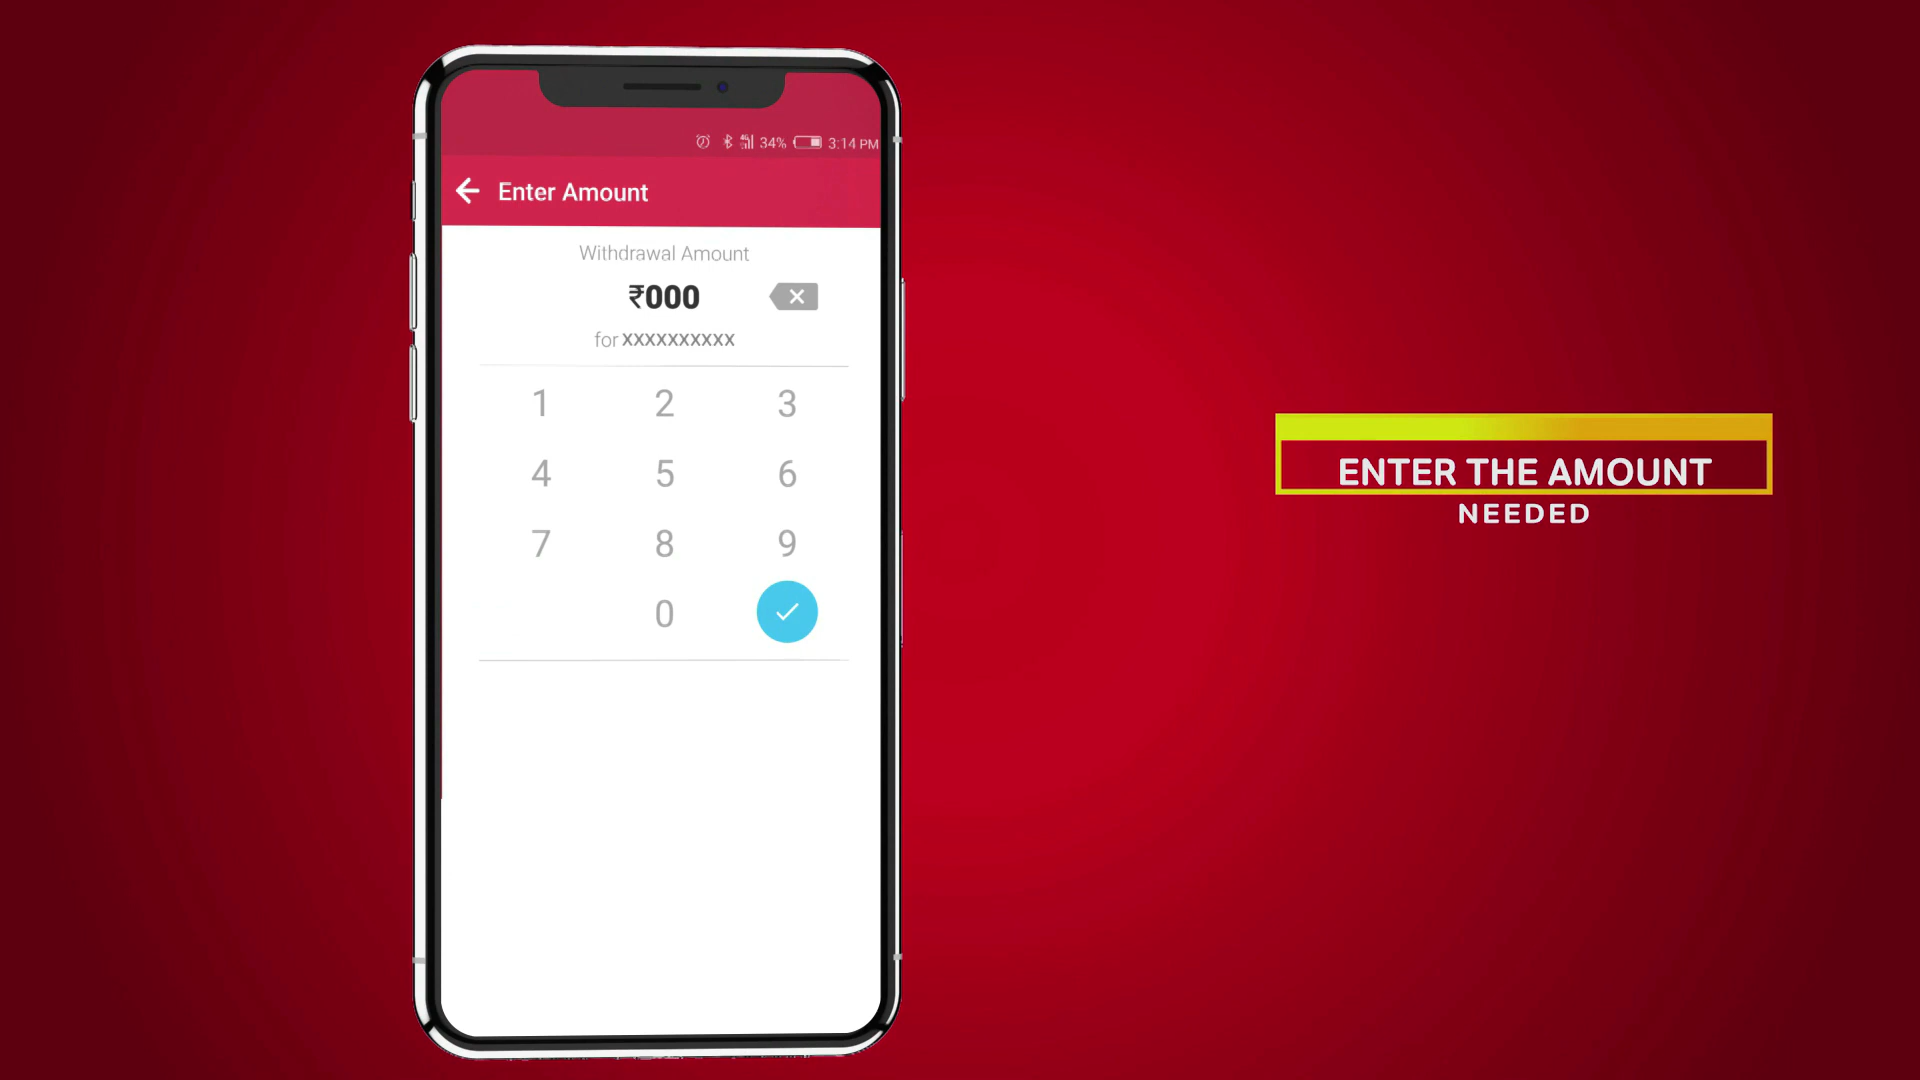 34% 3:14 PM
Enter Amount
Withdrawal Amount
₹000
for XXXXXXXXXX
1 2 3
4 5 6
7 8 9
0
ENTER THE AMOUNT
NEEDED